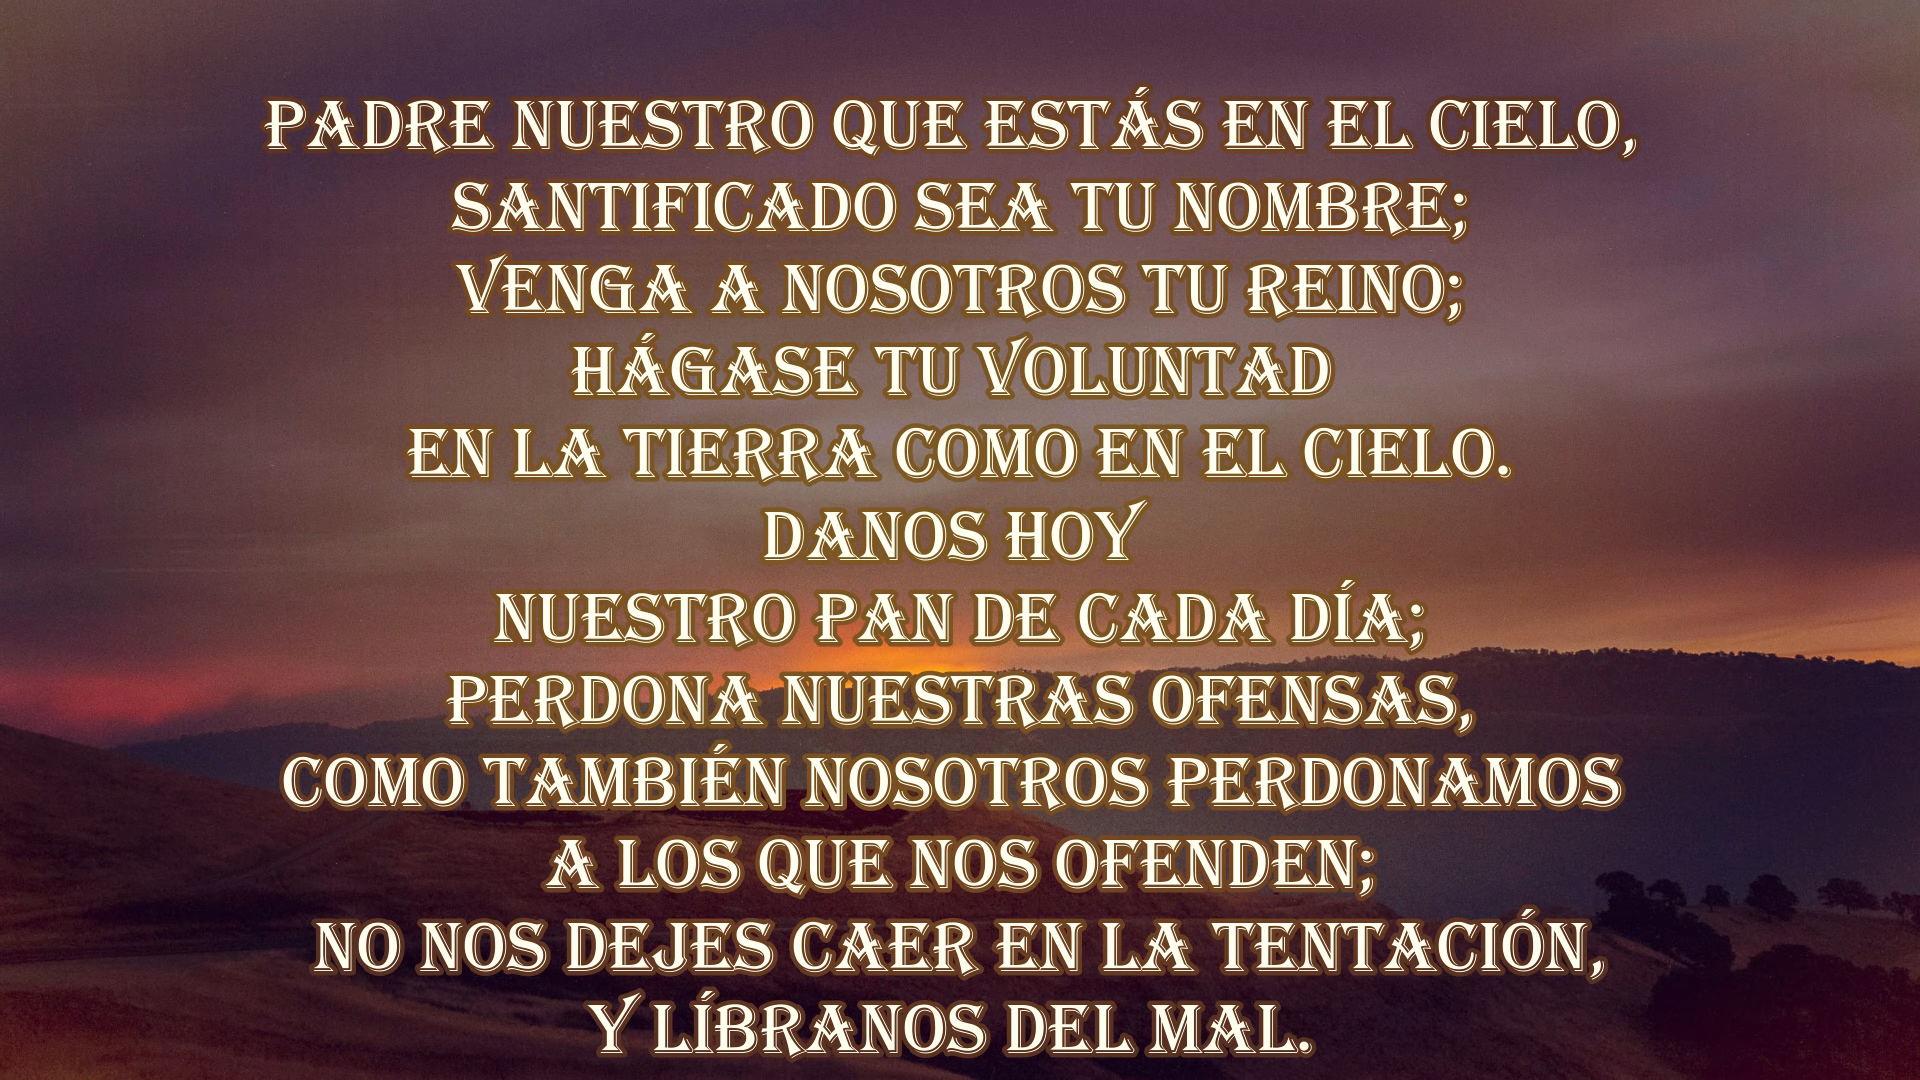 PADRE NUESTRO QUE ESTÁS EN EL CIELO,
SANTIFICADO SEA TU NOMBRE;
VENGA A NOSOTROS TU REINO;
HÁGASE TU VOLUNTAD
EN LA TIERRA COMO EN EL CIELO.
DANOS HOY
NUESTRO PAN DE CADA DÍA;
PERDONA NUESTRAS OFENSAS,
COMO TAMBIÉN NOSOTROS PERDONAMOS
A LOS QUE NOS OFENDEN;
NO NOS DEJES CAER EN LA TENTACIÓN,
Y LÍBRANOS DEL MAL.